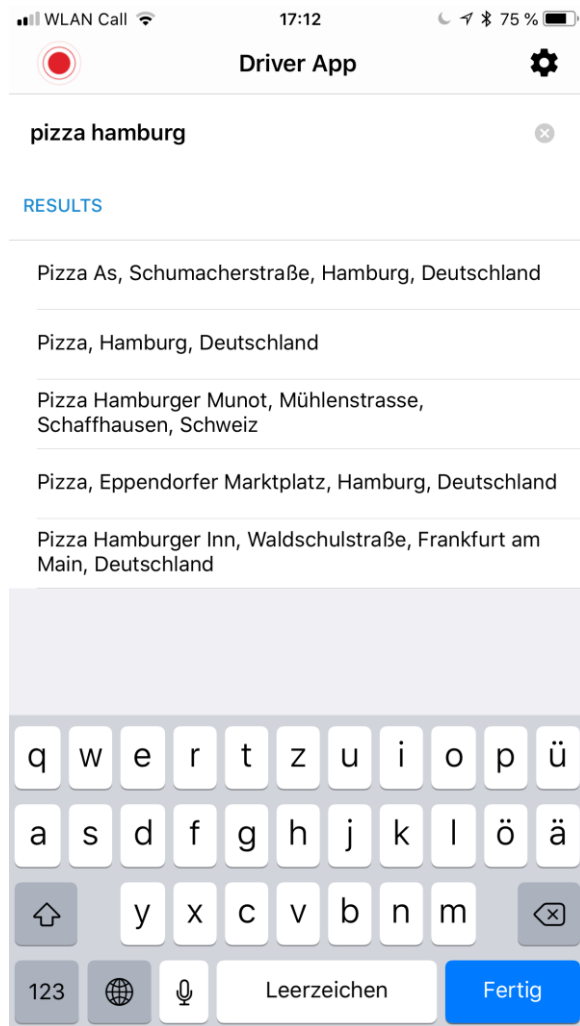 WLAN Call 17:12 75 %
Driver App
pizza hamburg
RESULTS
Pizza As, Schumacherstraße, Hamburg, Deutschland
Pizza, Hamburg, Deutschland
Pizza Hamburger Munot, Mühlenstrasse,
Schaffhausen, Schweiz
Pizza, Eppendorfer Marktplatz, Hamburg, Deutschland
Pizza Hamburger Inn, Waldschulstraße, Frankfurt am
Main, Deutschland
q w e r t z u i o p ü
a s d f g h j k l ö ä
y x c v b n m
123 Leerzeichen Fertig